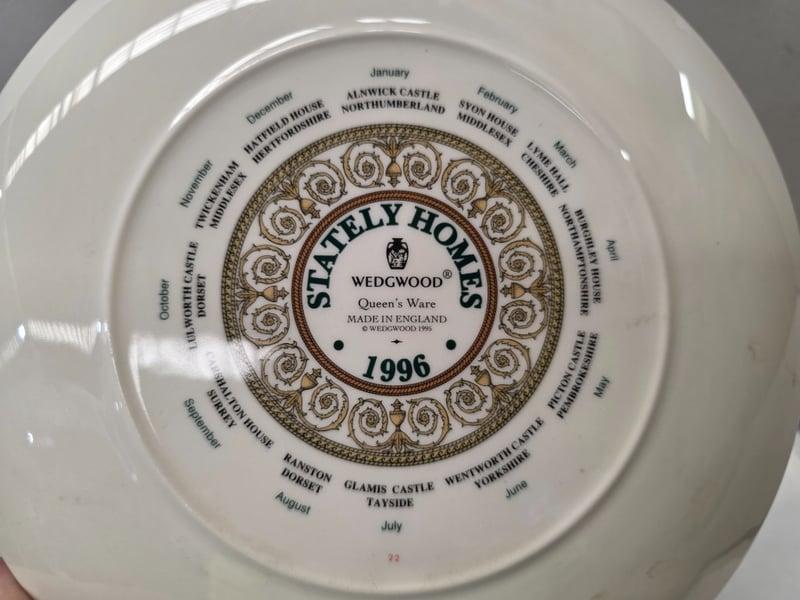 January
ALNWICK CASTLE
NORTHUMBERLAND
February
SYON HOUSE
MIDDLESEX
March
LYME HALL
CHESHIRE
April
BURGHLEY HOUSE
NORTHAMPTONSHIRE
May
PICTON CASTLE
PEMBROKESHIRE
June
WENTWORTH CASTLE
YORKSHIRE
July
GLAMIS CASTLE
TAYSIDE
August
RANSTON
DORSET
September
CARSHALTON HOUSE
SURREY
October
LULWORTH CASTLE
DORSET
November
TWICKENHAM
MIDDLESEX
December
HATFIELD HOUSE
HERTFORDSHIRE
STATELY HOMES
WEDGWOOD®
Queen's Ware
MADE IN ENGLAND
© WEDGWOOD 1995
1996
22